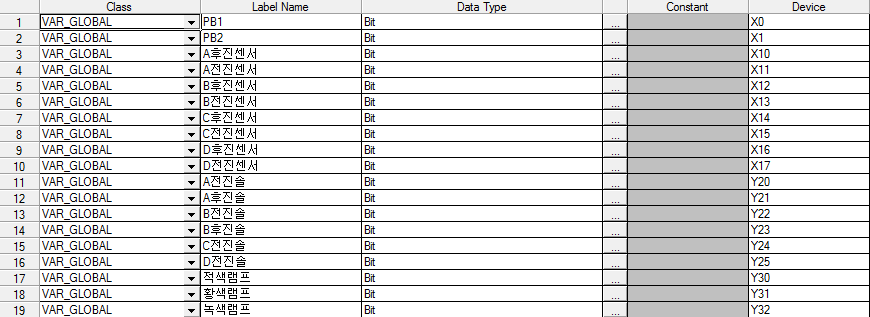 Class Label Name Data Type Constant Device
1 VAR_GLOBAL PB1 Bit ... X0
2 VAR_GLOBAL PB2 Bit ... X1
3 VAR_GLOBAL A후진센서 Bit ... X10
4 VAR_GLOBAL A전진센서 Bit ... X11
5 VAR_GLOBAL B후진센서 Bit ... X12
6 VAR_GLOBAL B전진센서 Bit ... X13
7 VAR_GLOBAL C후진센서 Bit ... X14
8 VAR_GLOBAL C전진센서 Bit ... X15
9 VAR_GLOBAL D후진센서 Bit ... X16
10 VAR_GLOBAL D전진센서 Bit ... X17
11 VAR_GLOBAL A전진솔 Bit ... Y20
12 VAR_GLOBAL A후진솔 Bit ... Y21
13 VAR_GLOBAL B전진솔 Bit ... Y22
14 VAR_GLOBAL B후진솔 Bit ... Y23
15 VAR_GLOBAL C전진솔 Bit ... Y24
16 VAR_GLOBAL D전진솔 Bit ... Y25
17 VAR_GLOBAL 적색램프 Bit ... Y30
18 VAR_GLOBAL 황색램프 Bit ... Y31
19 VAR_GLOBAL 녹색램프 Bit ... Y32